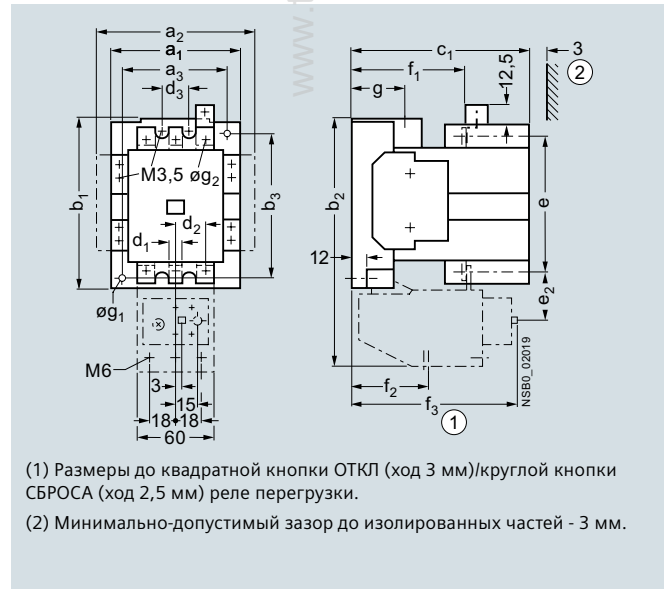 a2
a1
a3
d3
M3,5 øg2
b1
b3
d2
d1
øg1
M6
3
15
18 18
60
c1
3
f1
12,5
g
(2)
b2
e
12
e2
f2
f3
(1)
NSB0_02019
(1) Размеры до квадратной кнопки ОТКЛ (ход 3 мм)/круглой кнопки
СБРОСА (ход 2,5 мм) реле перегрузки.
(2) Минимально-допустимый зазор до изолированных частей - 3 мм.